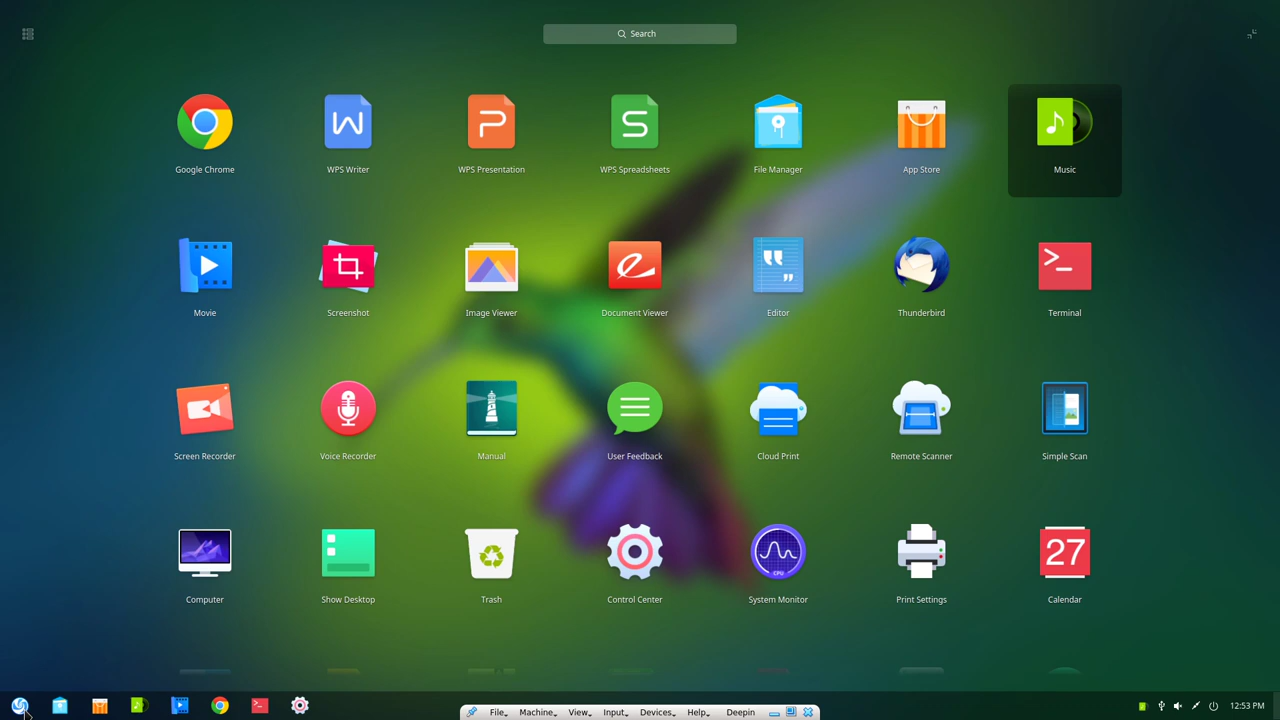 Search
Google Chrome
WPS Writer
WPS Presentation
WPS Spreadsheets
File Manager
App Store
Music
Movie
Screenshot
Image Viewer
Document Viewer
Editor
Thunderbird
Terminal
Screen Recorder
Voice Recorder
Manual
User Feedback
Cloud Print
Remote Scanner
Simple Scan
CPU
27
Computer
Show Desktop
Trash
Control Center
System Monitor
Print Settings
Calendar
File Machine View Input Devices Help Deepin
12:53 PM